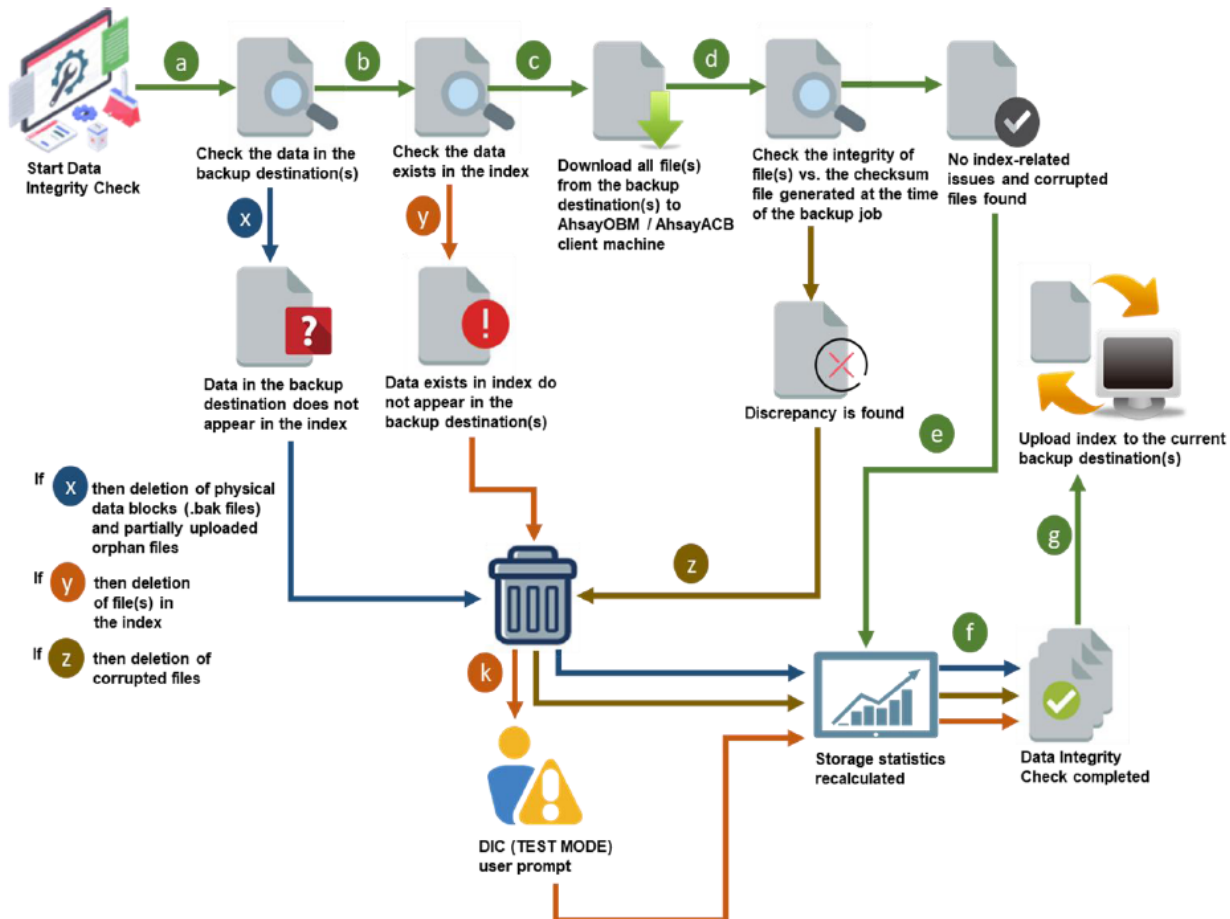 a
b
c
d
Start Data
Integrity Check
Check the data in the
backup destination(s)
Check the data
exists in the index
Download all file(s)
from the backup
destination(s) to
AhsayOBM / AhsayACB
client machine
Check the integrity of
file(s) vs. the checksum
file generated at the time
of the backup job
No index-related
issues and corrupted
files found
x
y
?
!
Data in the backup
destination does not
appear in the index
Data exists in index do
not appear in the
backup destination(s)
Discrepancy is found
e
Upload index to the current
backup destination(s)
If x then deletion of physical
data blocks (.bak files)
and partially uploaded
orphan files
If y then deletion
of file(s) in
the index
If z then deletion of
corrupted files
z
g
k
f
Storage statistics
recalculated
Data Integrity
Check completed
DIC (TEST MODE)
user prompt